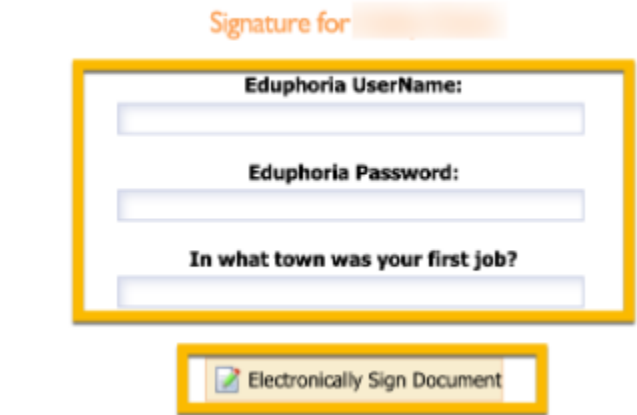 Signature for
Eduphoria UserName:
Eduphoria Password:
In what town was your first job?
Electronically Sign Document